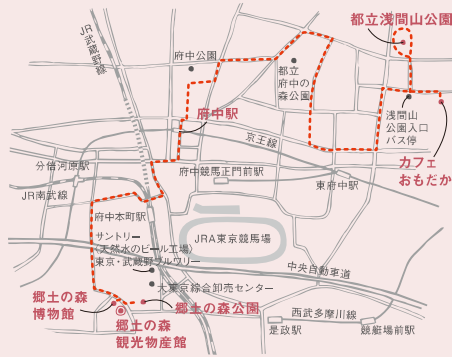 都立浅間山公園
JR武蔵野線
府中公園
都立
府中の
森公園
府中駅
浅間山
公園入口
バス停
京王線
カフェ
おもだか
分倍河原駅
府中競馬正門前駅
東府中駅
JR南武線
府中本町駅
サントリー
〈天然水のビール工場〉
東京・武蔵野ブルワリー
JRA東京競馬場
中央自動車道
大東京綜合卸売センター
郷土の森
博物館
郷土の森公園
郷土の森
観光物産館
西武多摩川線
是政駅
競艇場前駅